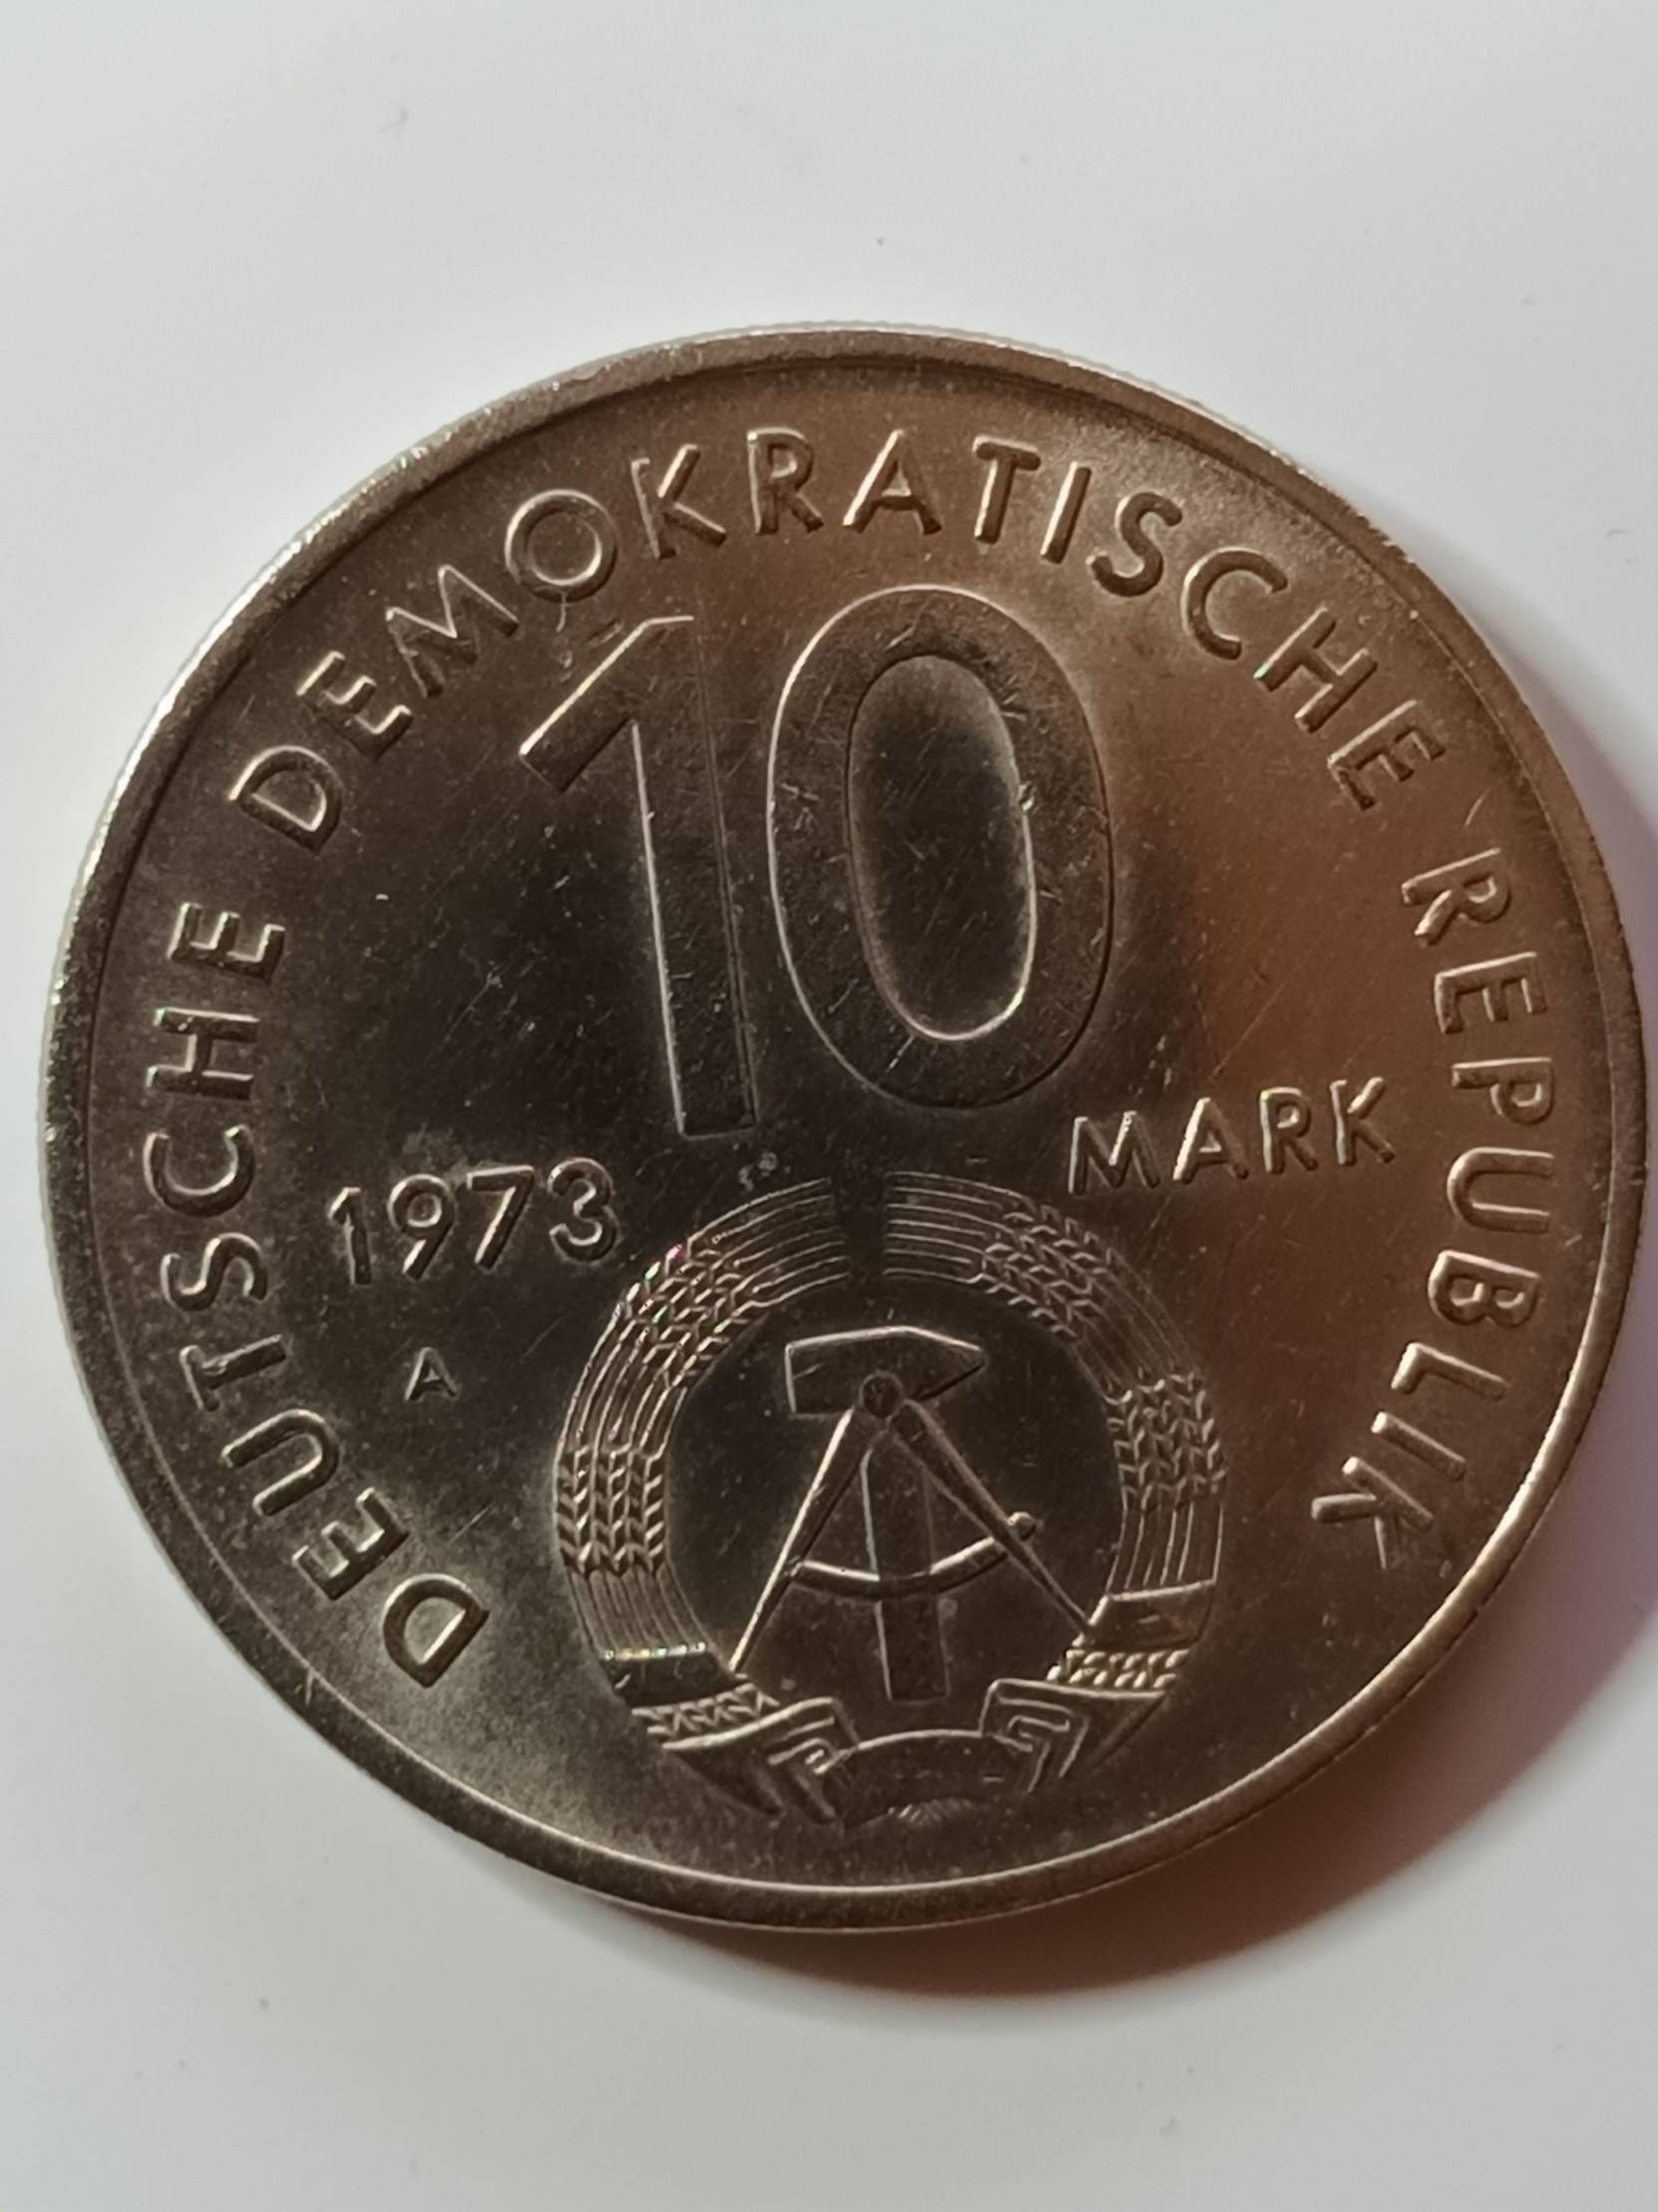 DEUTSCHE DEMOKRATISCHE REPUBLIK
10
MARK
1973
A